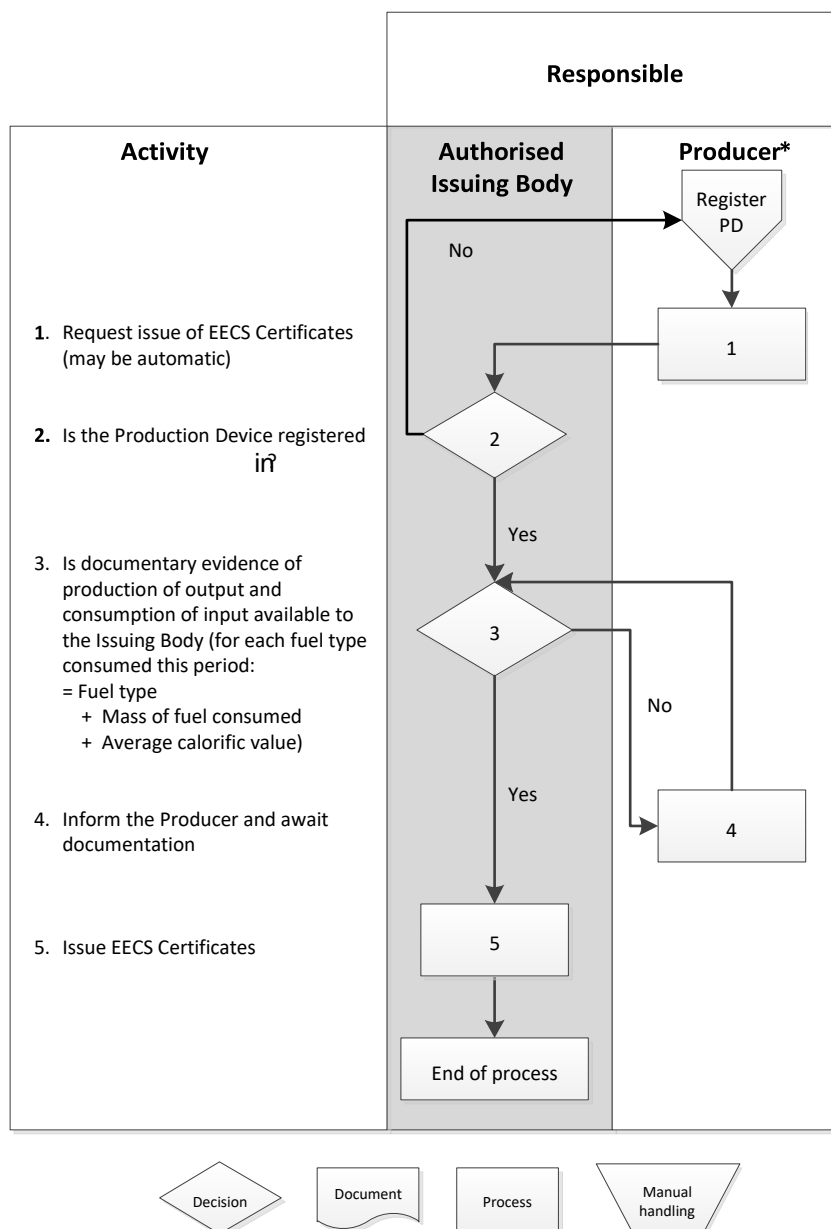 Responsible
Activity
Authorised
Issuing Body
Producer*
Register
PD
No
1. Request issue of EECS Certificates
(may be automatic)
1
2. Is the Production Device registered
in?
2
Yes
3. Is documentary evidence of
production of output and
consumption of input available to
the Issuing Body (for each fuel type
consumed this period:
= Fuel type
+ Mass of fuel consumed
+ Average calorific value)
3
No
Yes
4. Inform the Producer and await
documentation
4
5. Issue EECS Certificates
5
End of process
Decision
Document
Process
Manual
handling